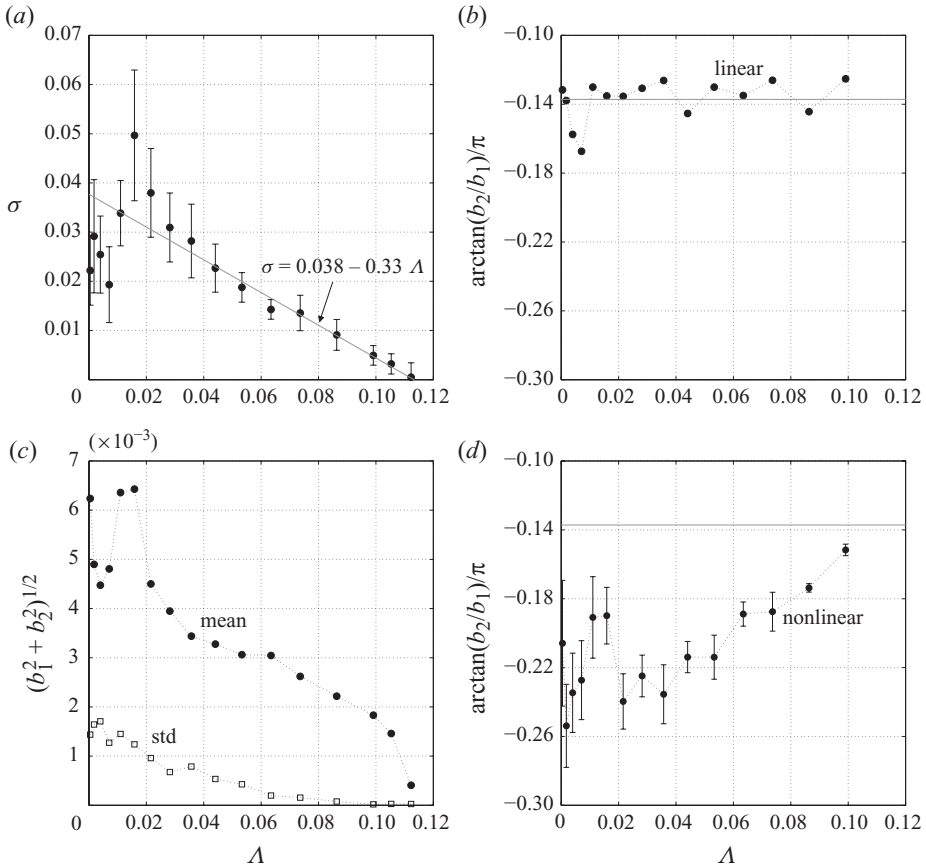 (a)
0.07
0.06
0.05
0.04
σ
0.03
0.02
0.01
σ = 0.038 – 0.33 Λ
0 0.02 0.04 0.06 0.08 0.10 0.12
(b)
−0.10
−0.14
−0.18
−0.22
−0.26
−0.30
arctan(b₂/b₁)/π
linear
0 0.02 0.04 0.06 0.08 0.10 0.12
(c)
(×10⁻³)
7
6
5
4
3
2
1
(b₁² + b₂²)^{1/2}
mean
std
0 0.02 0.04 0.06 0.08 0.10 0.12
Λ
(d)
−0.10
−0.14
−0.18
−0.22
−0.26
−0.30
arctan(b₂/b₁)/π
nonlinear
0 0.02 0.04 0.06 0.08 0.10 0.12
Λ